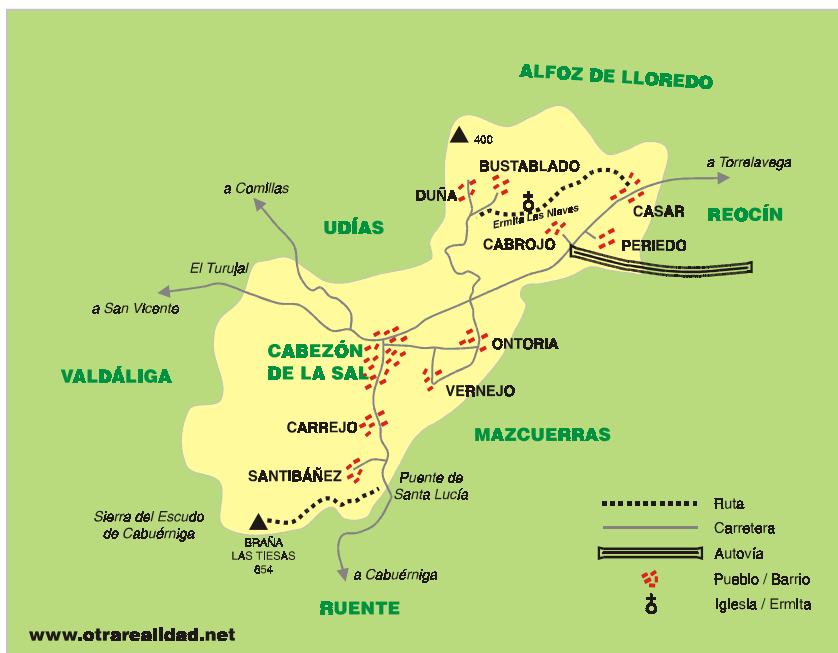 ALFOZ DE LLOREDO
400
BUSTABLADO
a Torrelavega
a Comillas
DUÑA
CASAR
REOCÍN
Ermita Las Nieves
UDÍAS
CABROJO
PERIEDO
El Turujal
a San Vicente
ONTORIA
CABEZÓN
DE LA SAL
VALDÁLIGA
VERNEJO
CARREJO
MAZCUERRAS
SANTIBÁÑEZ
Puente de
Santa Lucía
Sierra del Escudo
de Cabuérniga
BRAÑA
LAS TIESAS
654
a Cabuérniga
RUENTE
Ruta
Carretera
Autovía
Pueblo / Barrio
Iglesia / Ermita
www.otrarealidad.net